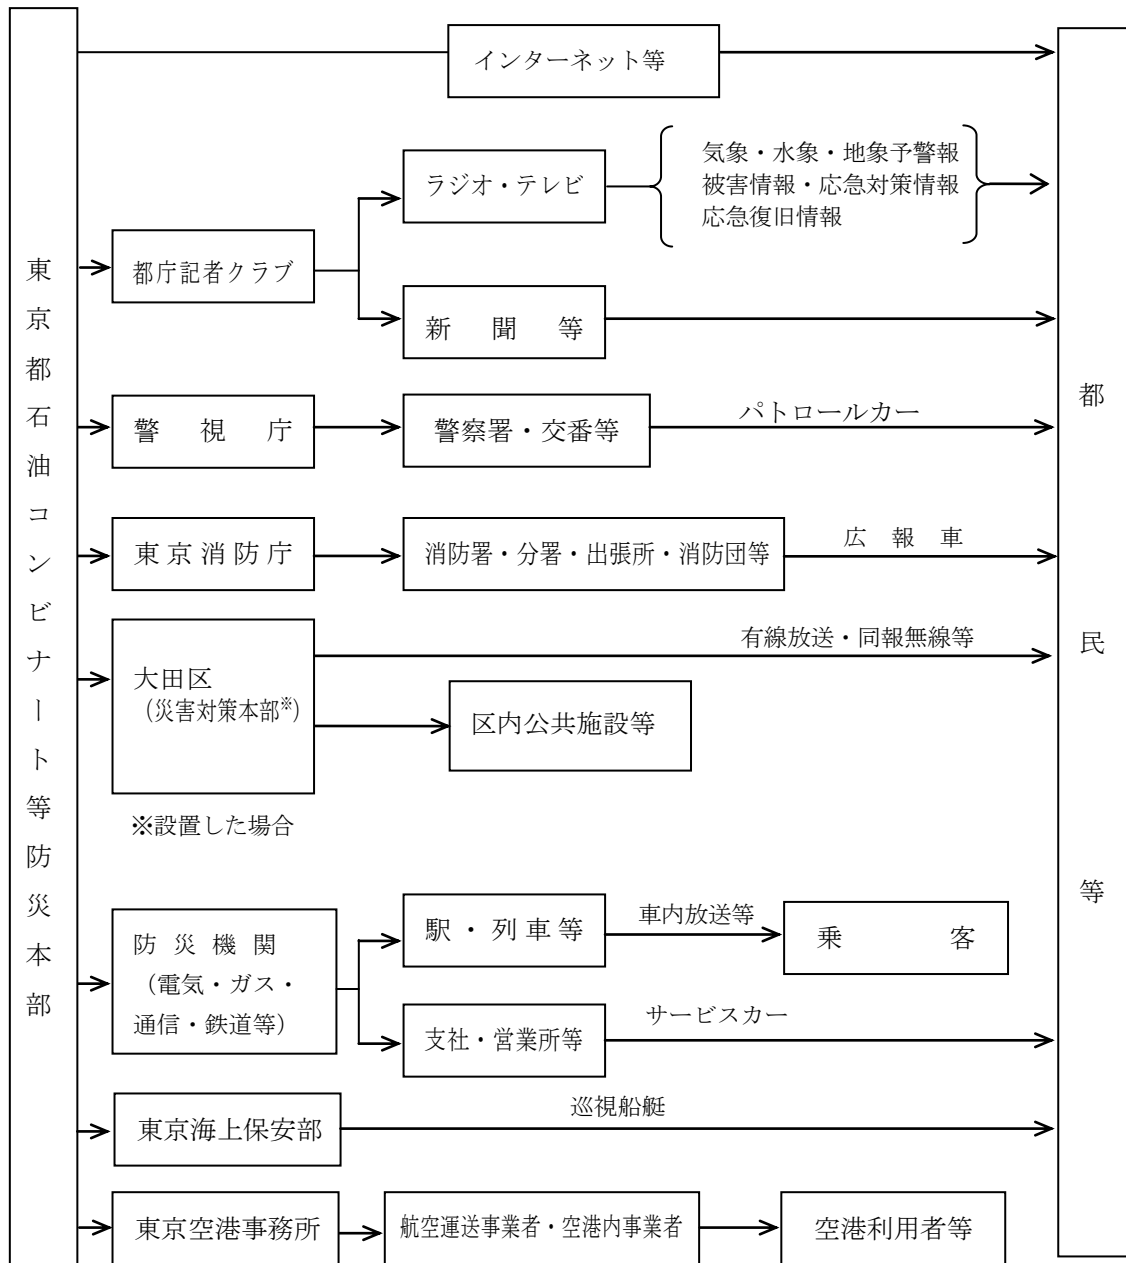 東京都石油コンビナート等防災本部
インターネット等
都庁記者クラブ
ラジオ・テレビ
気象・水象・地象予警報
被害情報・応急対策情報
応急復旧情報
新聞等
警視庁
警察署・交番等
パトロールカー
東京消防庁
消防署・分署・出張所・消防団等
広報車
大田区
（災害対策本部※）
有線放送・同報無線等
区内公共施設等
※設置した場合
防災機関
（電気・ガス・
通信・鉄道等）
駅・列車等
車内放送等
乗客
支社・営業所等
サービスカー
東京海上保安部
巡視船艇
東京空港事務所
航空運送事業者・空港内事業者
空港利用者等
都民等